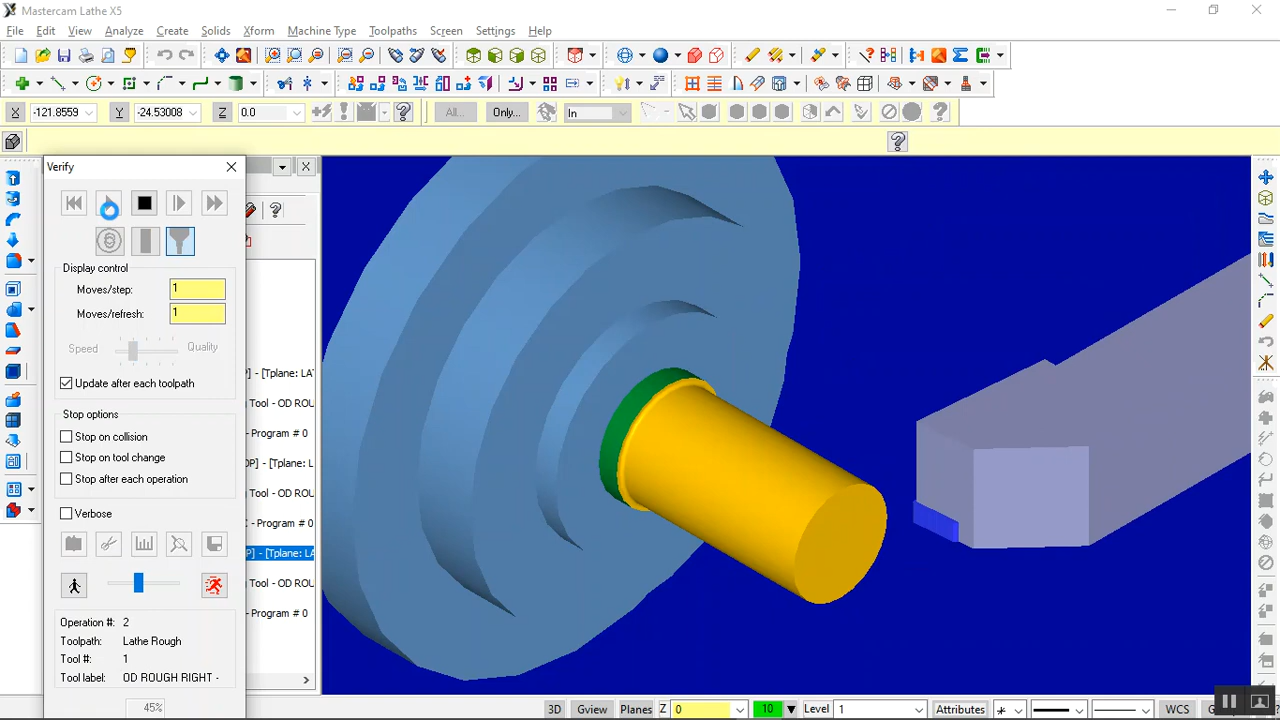 Mastercam Lathe X5
File Edit View Analyze Create Solids Xform Machine Type Toolpaths Screen Settings Help
X -121.8559 Y -24.53008 Z 0.0 All... Only... In
Verify
Display control
Moves/step: 1
Moves/refresh: 1
Speed Quality
Update after each toolpath
Stop options
Stop on collision
Stop on tool change
Stop after each operation
Verbose
P] - [Tplane: LA
Tool - OD ROU
- Program # 0
OP] - [Tplane: L
Tool - OD RO
- Program # 0
P] - [Tplane: LA
Tool - OD ROU
- Program # 0
Operation #: 2
Toolpath: Lathe Rough
Tool #: 1
Tool label: OD ROUGH RIGHT -
45%
3D Gview Planes Z 0 10 Level 1 Attributes WCS